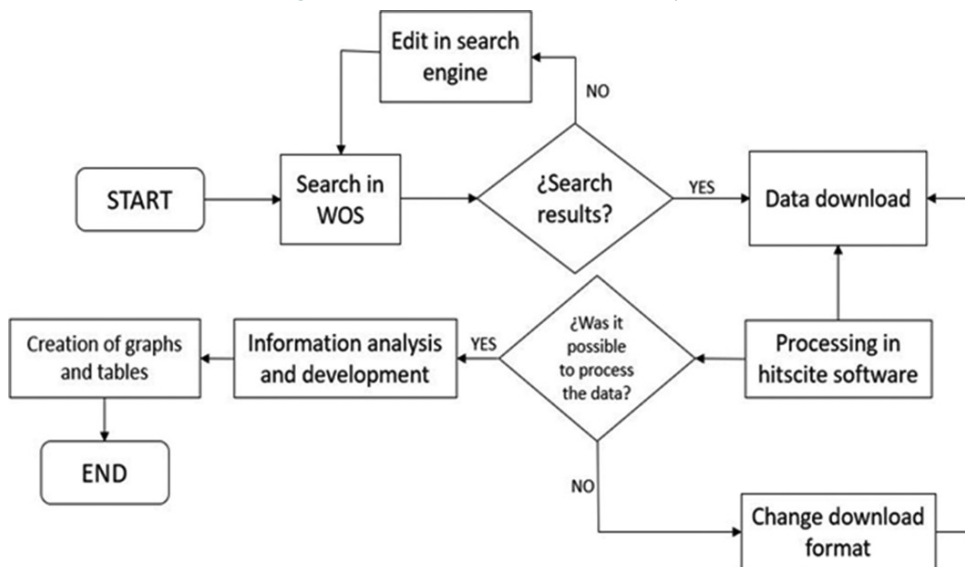 Edit in search
engine
NO
START
Search in
WOS
¿Search
results?
YES
Data download
Creation of graphs
and tables
Information analysis
and development
YES
¿Was it
possible
to process
the data?
Processing in
hitscite software
END
NO
Change download
format